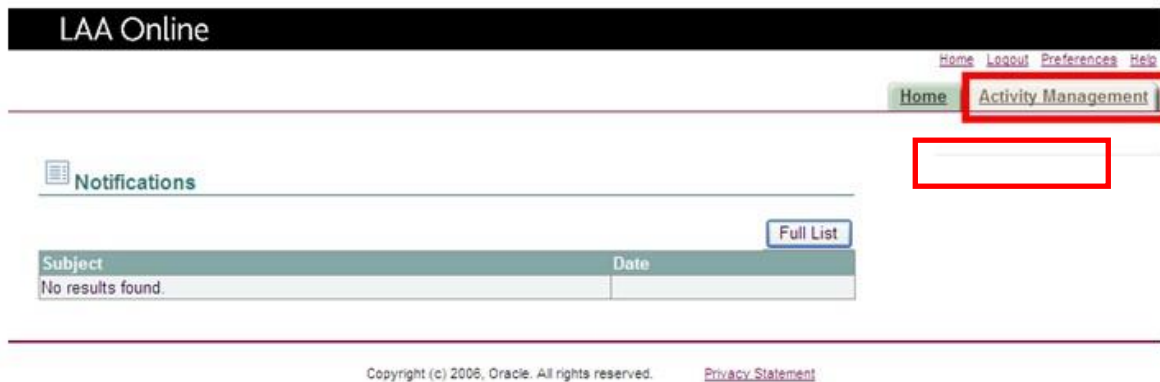 LAA Online
Home Logout Preferences Help
Home Activity Management
Notifications
Full List
Subject Date
No results found.
Copyright (c) 2006, Oracle. All rights reserved. Privacy Statement